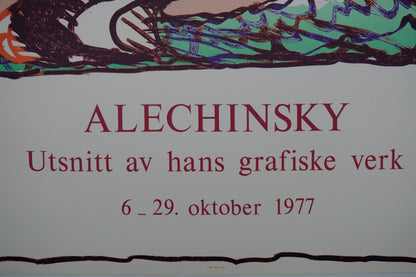 ALECHINSKY
Utsnitt av hans grafiske verk
6 _ 29. oktober 1977